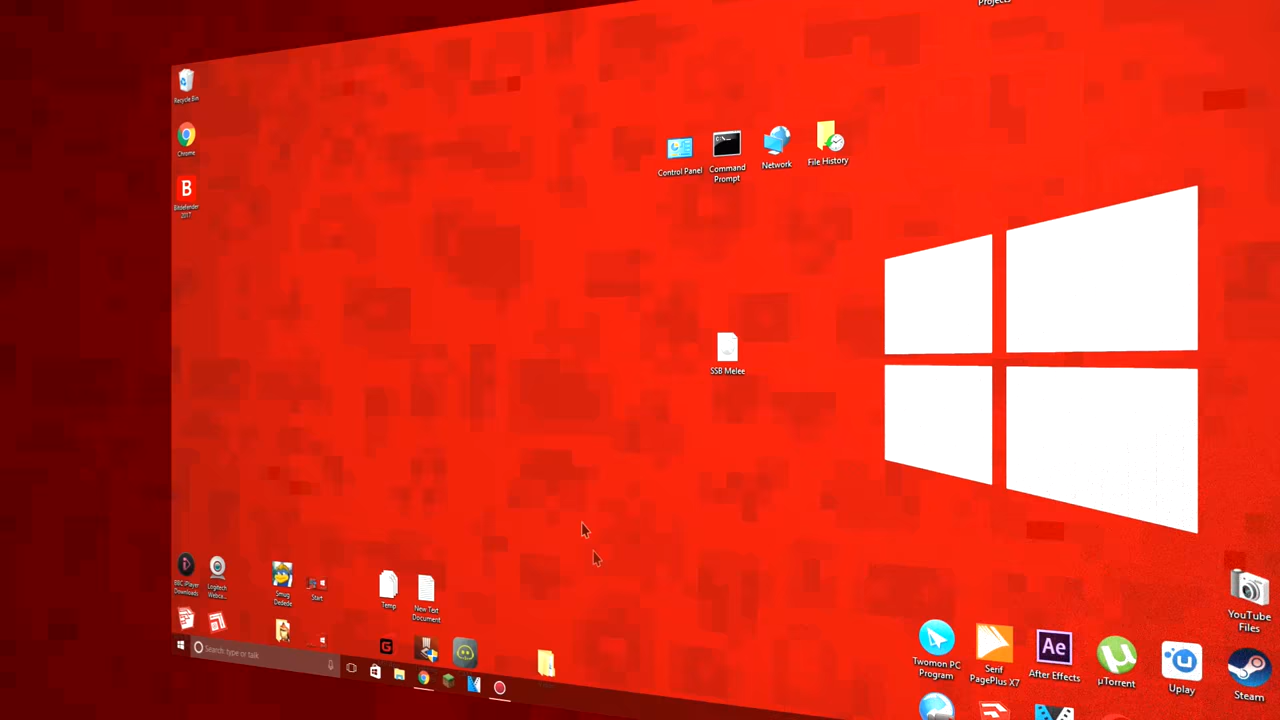 Projects
Recycle Bin
Chrome
B
Bitdefender
2017
Control Panel
C:\
Command
Prompt
Network
File History
SSB Melee
BBC iPlayer
Downloads
Logitech
Webca...
Smug
Dedede
Start
Temp
New Text
Document
YouTube
Files
Twomon PC
Program
Serif
PagePlus X7
Ae
After Effects
µTorrent
Uplay
Steam
Search: type or talk